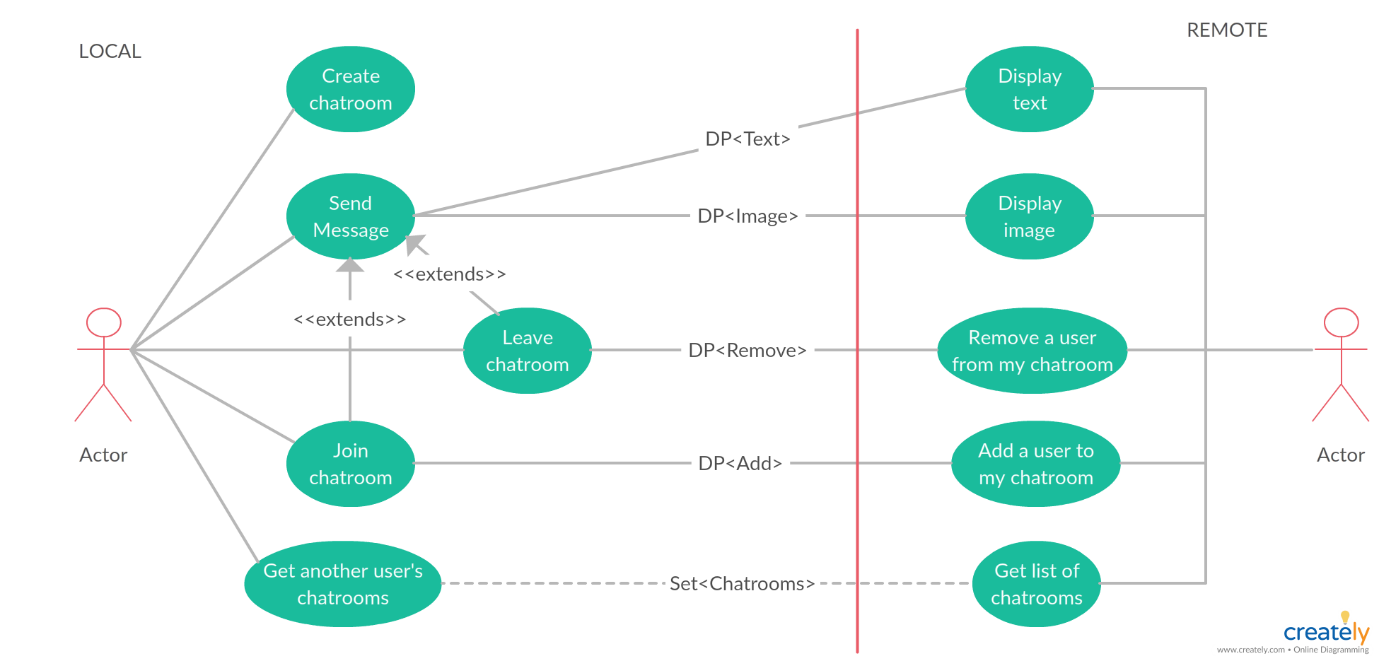 LOCAL
REMOTE
Create
chatroom
Display
text
DP<Text>
Send
Message
DP<Image>
Display
image
<<extends>>
<<extends>>
Leave
chatroom
DP<Remove>
Remove a user
from my chatroom
Actor
Join
chatroom
DP<Add>
Add a user to
my chatroom
Actor
Get another user's
chatrooms
Set<Chatrooms>
Get list of
chatrooms
creately
www.creately.com • Online Diagramming